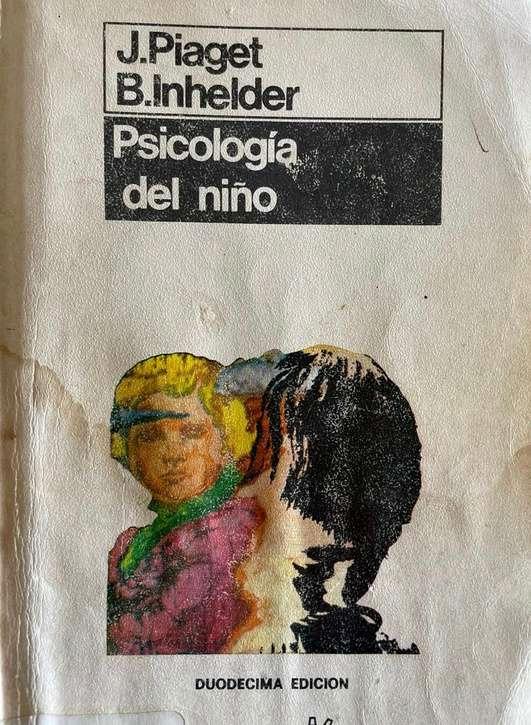 J.Piaget
B.Inhelder
Psicología
del niño
DUODECIMA EDICION